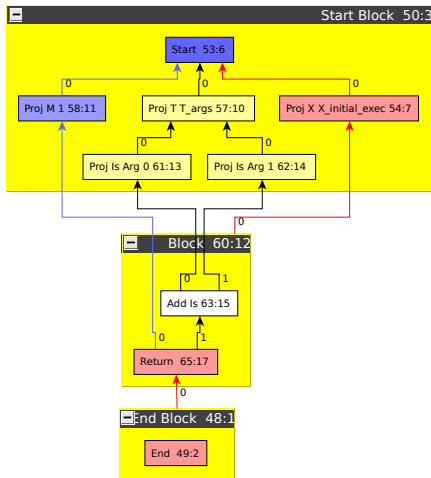 Start Block 50:3
Start 53:6
0
0
0
Proj M 1 58:11
Proj T T_args 57:10
Proj X X_initial_exec 54:7
0
0
Proj Is Arg 0 61:13
Proj Is Arg 1 62:14
0
Block 60:12
0
1
Add Is 63:15
0
1
Return 65:17
0
End Block 48:1
End 49:2